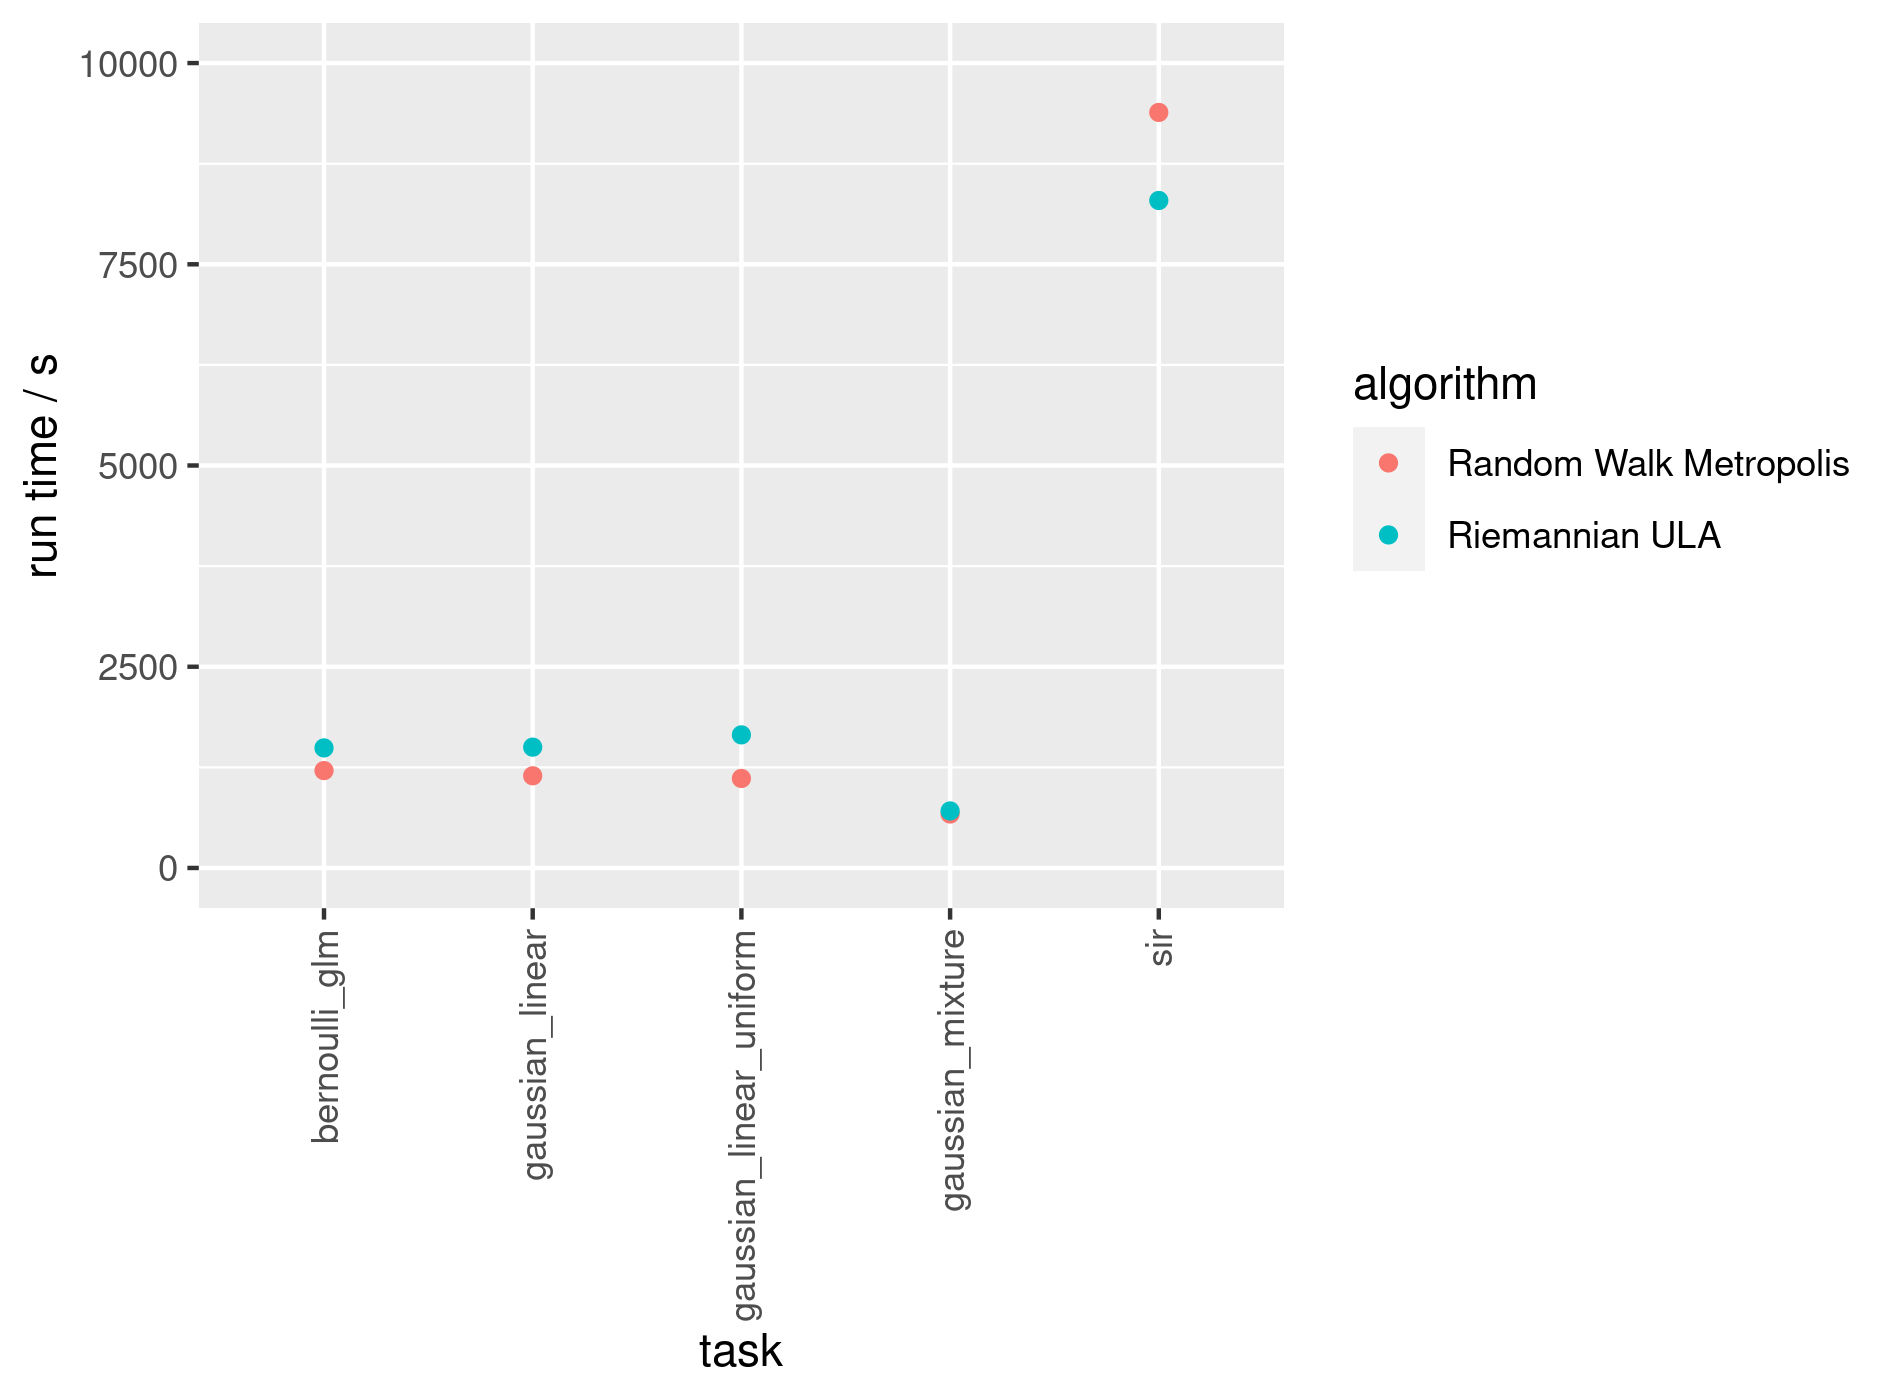 10000
7500
5000
2500
0
run time / s
bernoulli_glm
gaussian_linear
gaussian_linear_uniform
gaussian_mixture
sir
task
algorithm
Random Walk Metropolis
Riemannian ULA